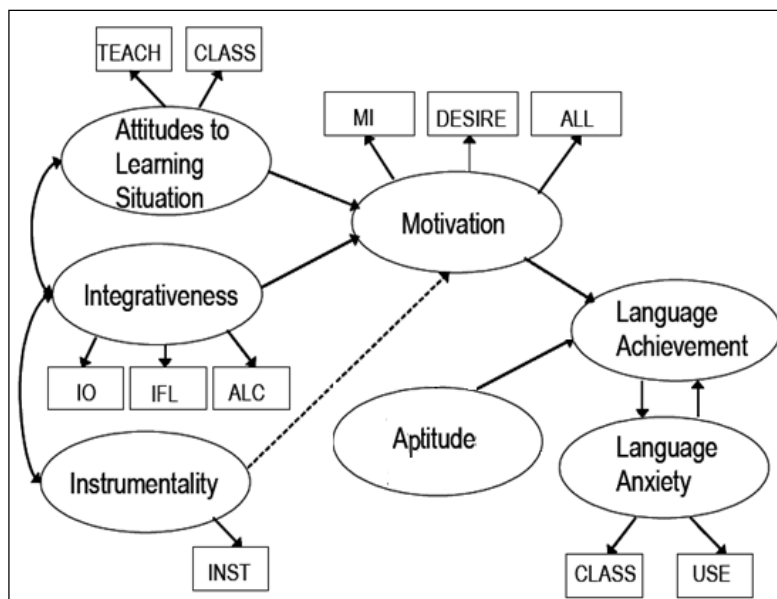 TEACH CLASS
Attitudes to
Learning
Situation
MI DESIRE ALL
Motivation
Integrativeness
Language
Achievement
IO IFL ALC
Aptitude
Language
Anxiety
Instrumentality
INST
CLASS USE